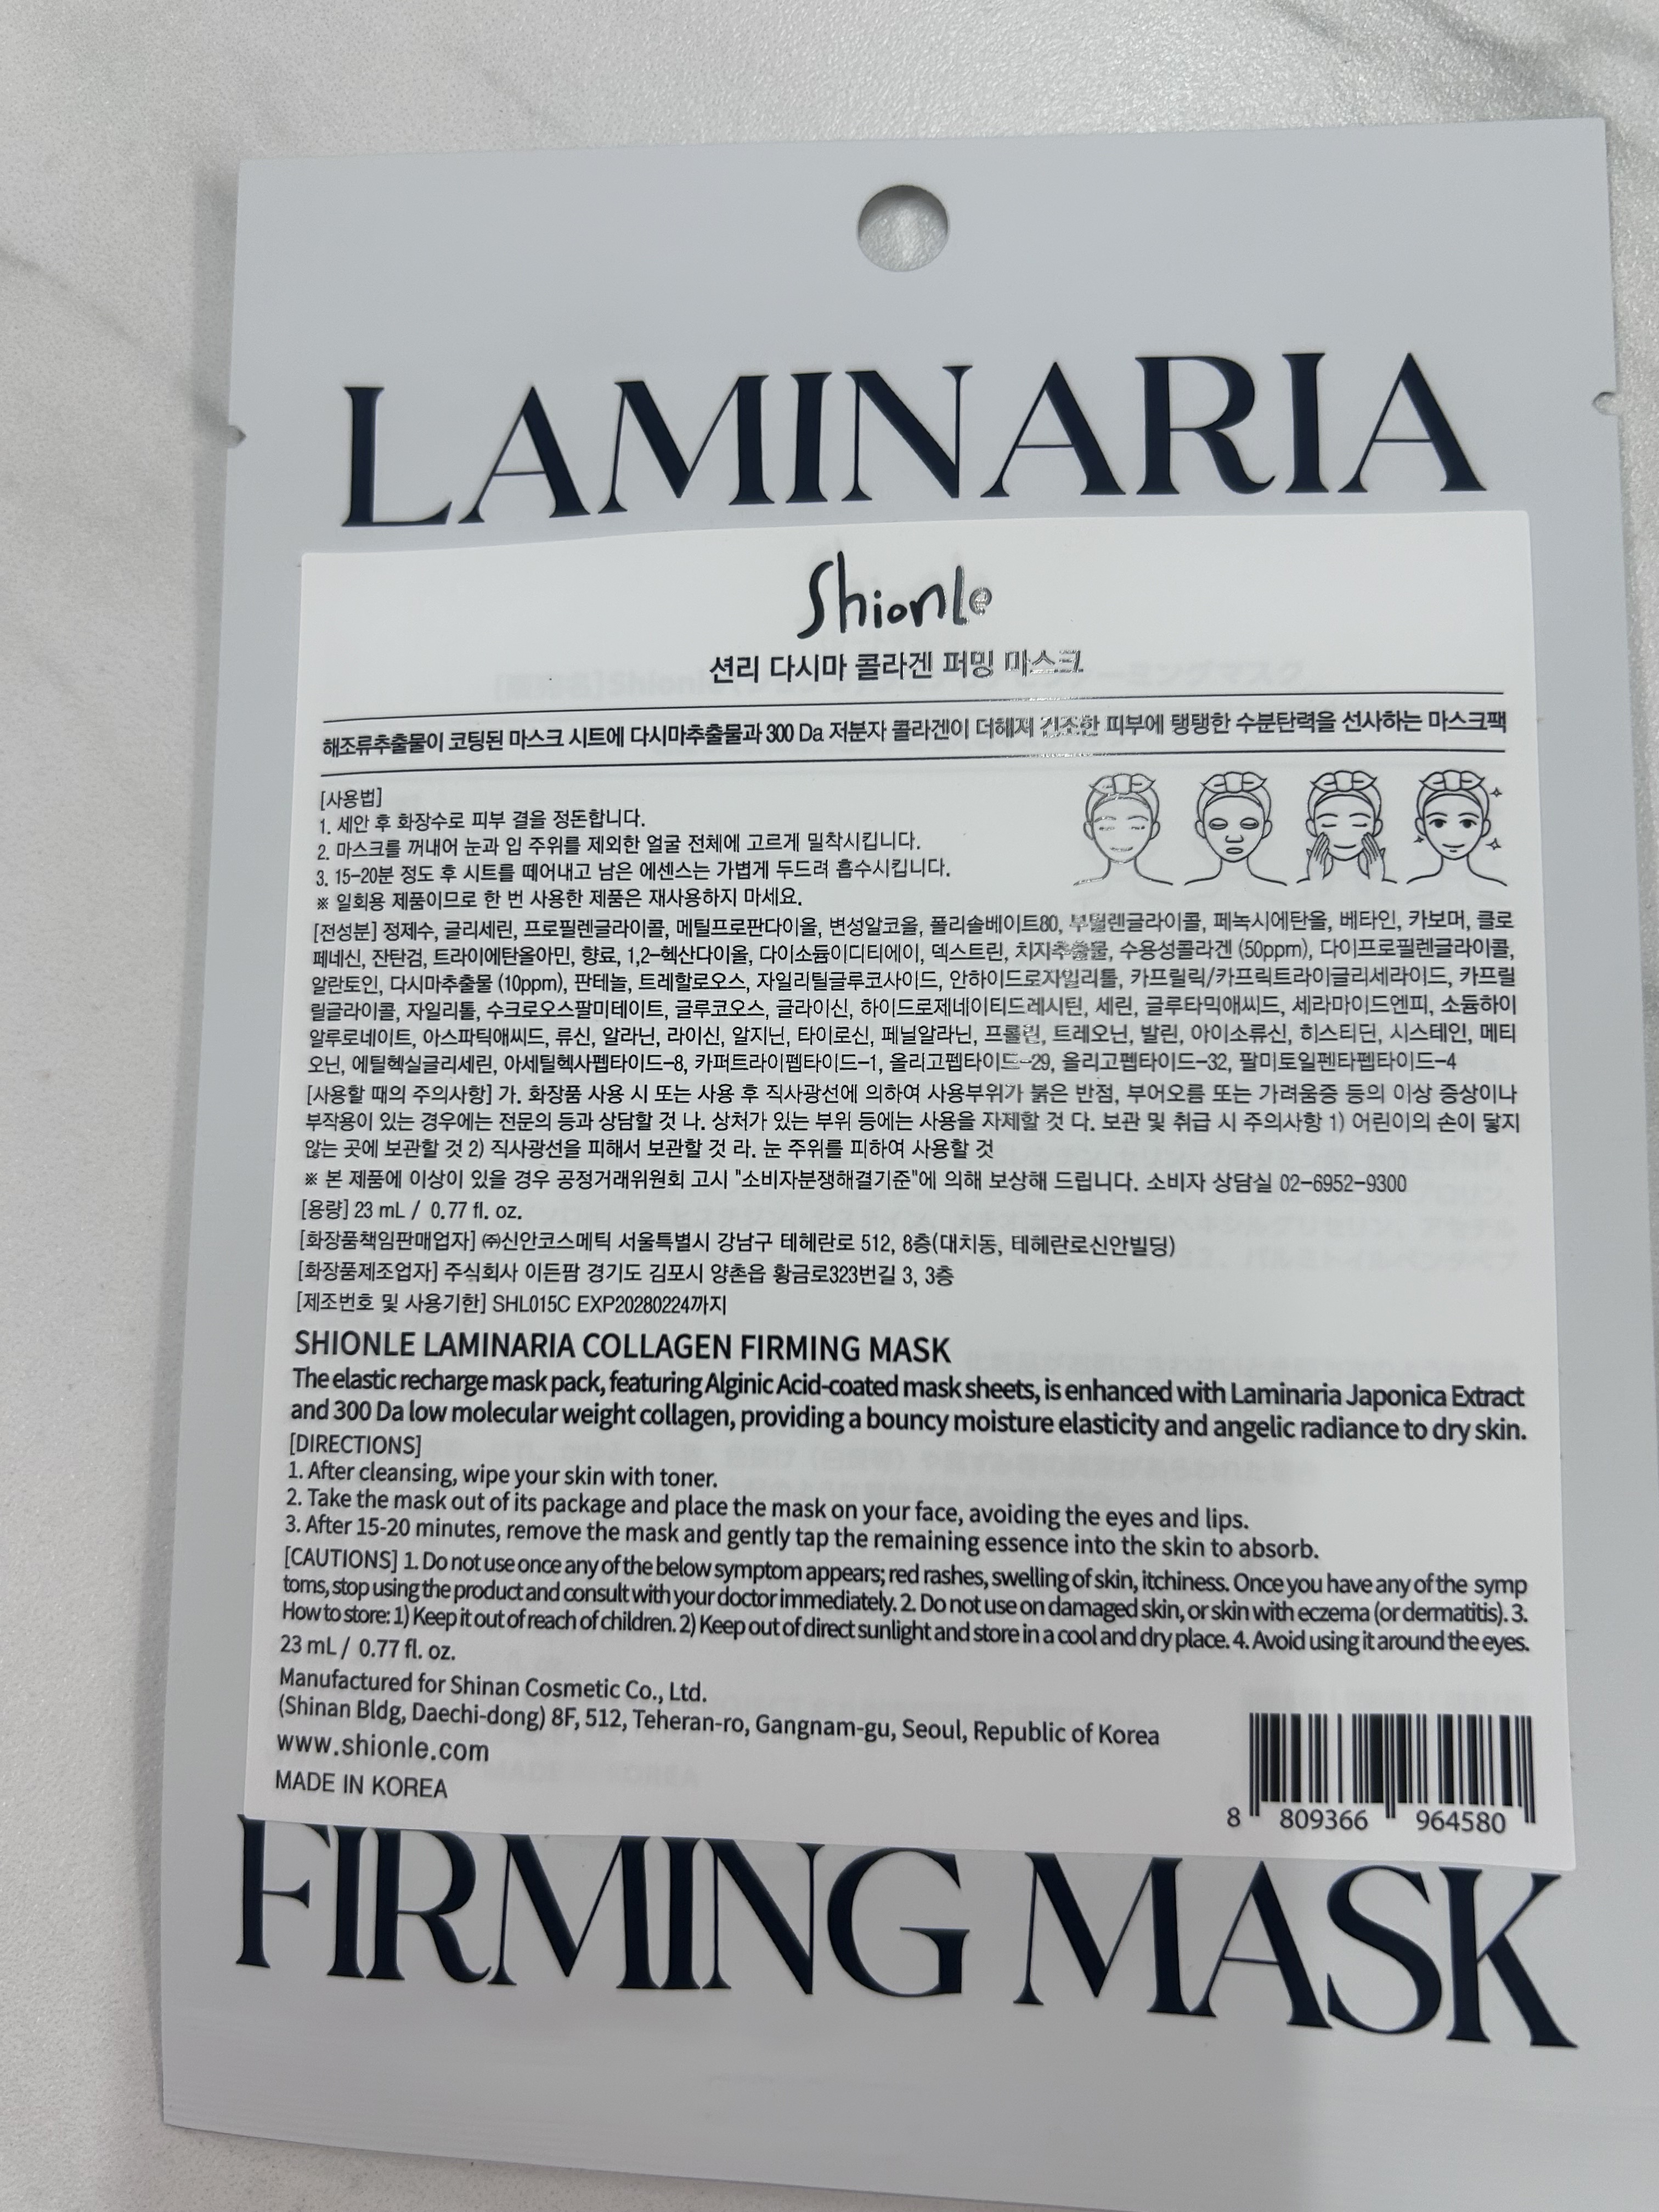 LAMINARIA
Shionle
션리 다시마 콜라겐 퍼밍 마스크
해조류추출물이 코팅된 마스크 시트에 다시마추출물과 300 Da 저분자 콜라겐이 더해져 건조한 피부에 탱탱한 수분탄력을 선사하는 마스크팩
[사용법]
1. 세안 후 화장수로 피부 결을 정돈합니다.
2. 마스크를 꺼내어 눈과 입 주위를 제외한 얼굴 전체에 고르게 밀착시킵니다.
3. 15-20분 정도 후 시트를 떼어내고 남은 에센스는 가볍게 두드려 흡수시킵니다.
※ 일회용 제품이므로 한 번 사용한 제품은 재사용하지 마세요.
[전성분] 정제수, 글리세린, 프로필렌글라이콜, 메틸프로판다이올, 변성알코올, 폴리솔베이트80, 부틸렌글라이콜, 페녹시에탄올, 베타인, 카보머, 클로
페네신, 잔탄검, 트라이에탄올아민, 향료, 1,2-헥산다이올, 다이소듐이디티에이, 덱스트린, 치자추출물, 수용성콜라겐 (50ppm), 다이프로필렌글라이콜,
알란토인, 다시마추출물 (10ppm), 판테놀, 트레할로오스, 자일리틸글루코사이드, 안하이드로자일리톨, 카프릴릭/카프릭트라이글리세라이드, 카프릴
릴글라이콜, 자일리톨, 수크로오스팔미테이트, 글루코오스, 글라이신, 하이드로제네이티드레시틴, 세린, 글루타믹애씨드, 세라마이드엔피, 소듐하이
알루로네이트, 아스파틱애씨드, 류신, 알라닌, 라이신, 알지닌, 타이로신, 페닐알라닌, 프롤린, 트레오닌, 발린, 아이소류신, 히스티딘, 시스테인, 메티
오닌, 에틸헥실글리세린, 아세틸헥사펩타이드-8, 카퍼트라이펩타이드-1, 올리고펩타이드-29, 올리고펩타이드-32, 팔미토일펜타펩타이드-4
[사용할 때의 주의사항] 가. 화장품 사용 시 또는 사용 후 직사광선에 의하여 사용부위가 붉은 반점, 부어오름 또는 가려움증 등의 이상 증상이나
부작용이 있는 경우에는 전문의 등과 상담할 것 나. 상처가 있는 부위 등에는 사용을 자제할 것 다. 보관 및 취급 시 주의사항 1) 어린이의 손이 닿지
않는 곳에 보관할 것 2) 직사광선을 피해서 보관할 것 라. 눈 주위를 피하여 사용할 것
※ 본 제품에 이상이 있을 경우 공정거래위원회 고시 "소비자분쟁해결기준"에 의해 보상해 드립니다. 소비자 상담실 02-6952-9300
[용량] 23 mL / 0.77 fl. oz.
[화장품책임판매업자] ㈜신안코스메틱 서울특별시 강남구 테헤란로 512, 8층(대치동, 테헤란로신안빌딩)
[화장품제조업자] 주식회사 이든팜 경기도 김포시 양촌읍 황금로323번길 3, 3층
[제조번호 및 사용기한] SHL015C EXP20280224까지
SHIONLE LAMINARIA COLLAGEN FIRMING MASK
The elastic recharge mask pack, featuring Alginic Acid-coated mask sheets, is enhanced with Laminaria Japonica Extract
and 300 Da low molecular weight collagen, providing a bouncy moisture elasticity and angelic radiance to dry skin.
[DIRECTIONS]
1. After cleansing, wipe your skin with toner.
2. Take the mask out of its package and place the mask on your face, avoiding the eyes and lips.
3. After 15-20 minutes, remove the mask and gently tap the remaining essence into the skin to absorb.
[CAUTIONS] 1. Do not use once any of the below symptom appears; red rashes, swelling of skin, itchiness. Once you have any of the symp
toms, stop using the product and consult with your doctor immediately. 2. Do not use on damaged skin, or skin with eczema (or dermatitis). 3.
How to store: 1) Keep it out of reach of children. 2) Keep out of direct sunlight and store in a cool and dry place. 4. Avoid using it around the eyes.
23 mL / 0.77 fl. oz.
Manufactured for Shinan Cosmetic Co., Ltd.
(Shinan Bldg, Daechi-dong) 8F, 512, Teheran-ro, Gangnam-gu, Seoul, Republic of Korea
www.shionle.com
MADE IN KOREA
8 809366 964580
FIRMING MASK